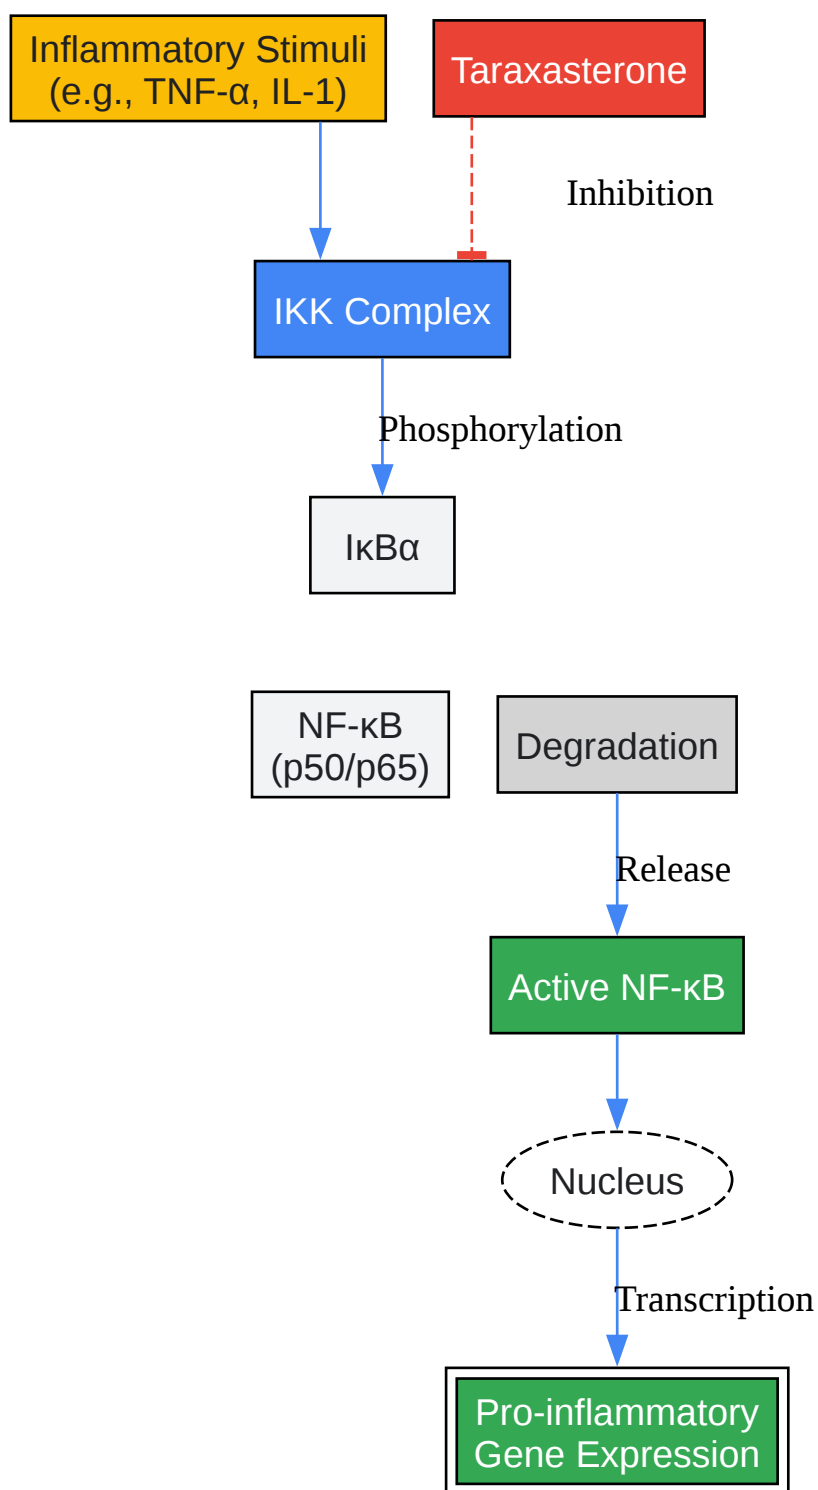 Inflammatory Stimuli
(e.g., TNF-α, IL-1)
Taraxasterone
Inhibition
IKK Complex
Phosphorylation
IκBα
NF-κB
(p50/p65)
Degradation
Release
Active NF-κB
Nucleus
Transcription
Pro-inflammatory
Gene Expression